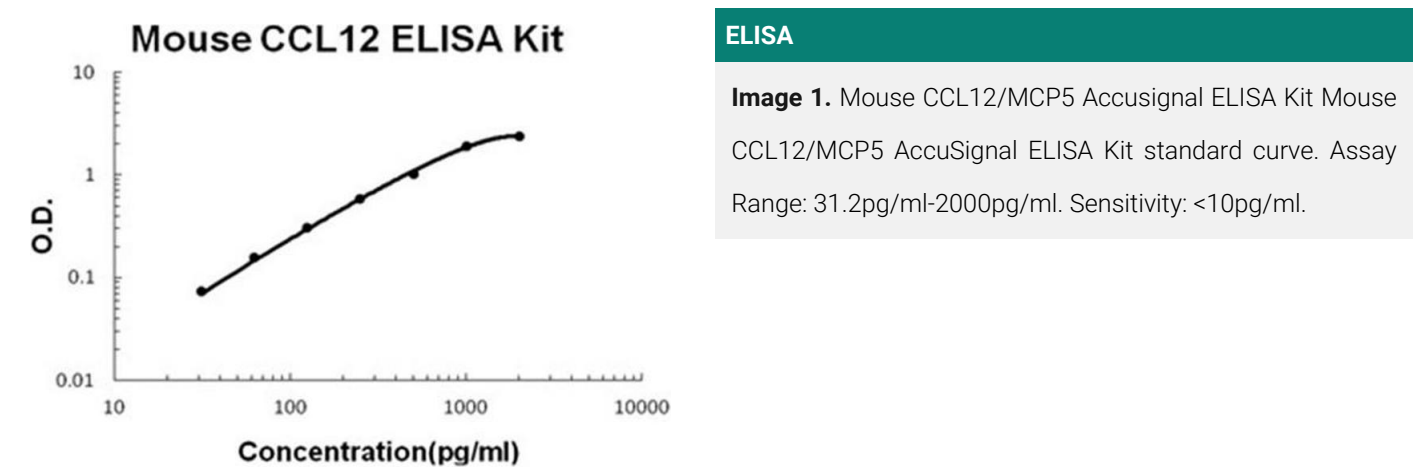 Mouse CCL12 ELISA Kit
10
1
0.1
0.01
O.D.
10 100 1000 10000
Concentration(pg/ml)
ELISA
Image 1. Mouse CCL12/MCP5 Accusignal ELISA Kit Mouse
CCL12/MCP5 AccuSignal ELISA Kit standard curve. Assay
Range: 31.2pg/ml-2000pg/ml. Sensitivity: <10pg/ml.